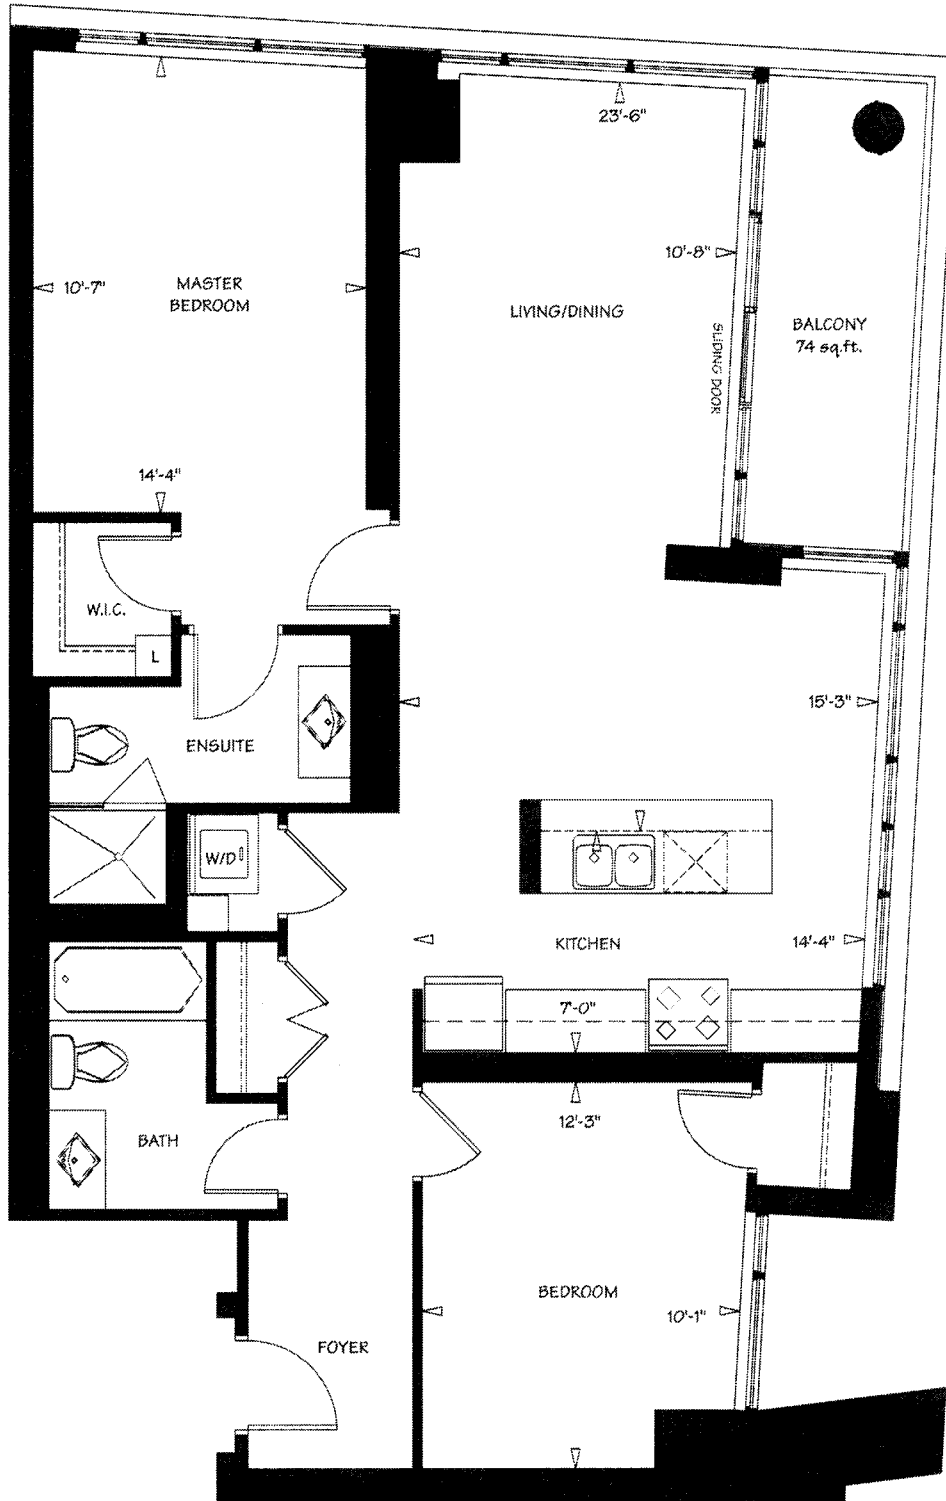 23'-6"
10'-7"
MASTER
BEDROOM
10'-8"
LIVING/DINING
BALCONY
74 sq.ft.
SLIDING DOOR
14'-4"
W.I.C.
L
ENSUITE
15'-3"
W/D
KITCHEN
14'-4"
7'-0"
12'-3"
BATH
BEDROOM
10'-1"
FOYER